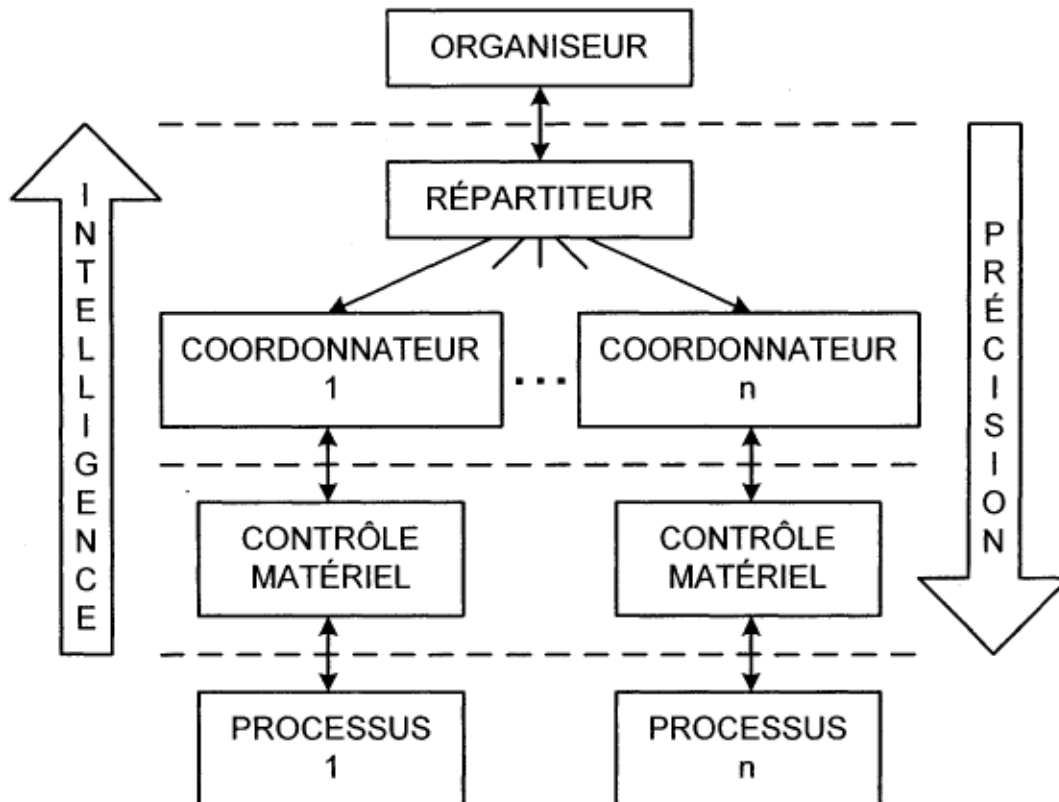 ORGANISEUR
RÉPARTITEUR
INTELLIGENCE
PRÉCISION
COORDONNATEUR
1
...
COORDONNATEUR
n
CONTRÔLE
MATÉRIEL
CONTRÔLE
MATÉRIEL
PROCESSUS
1
PROCESSUS
n